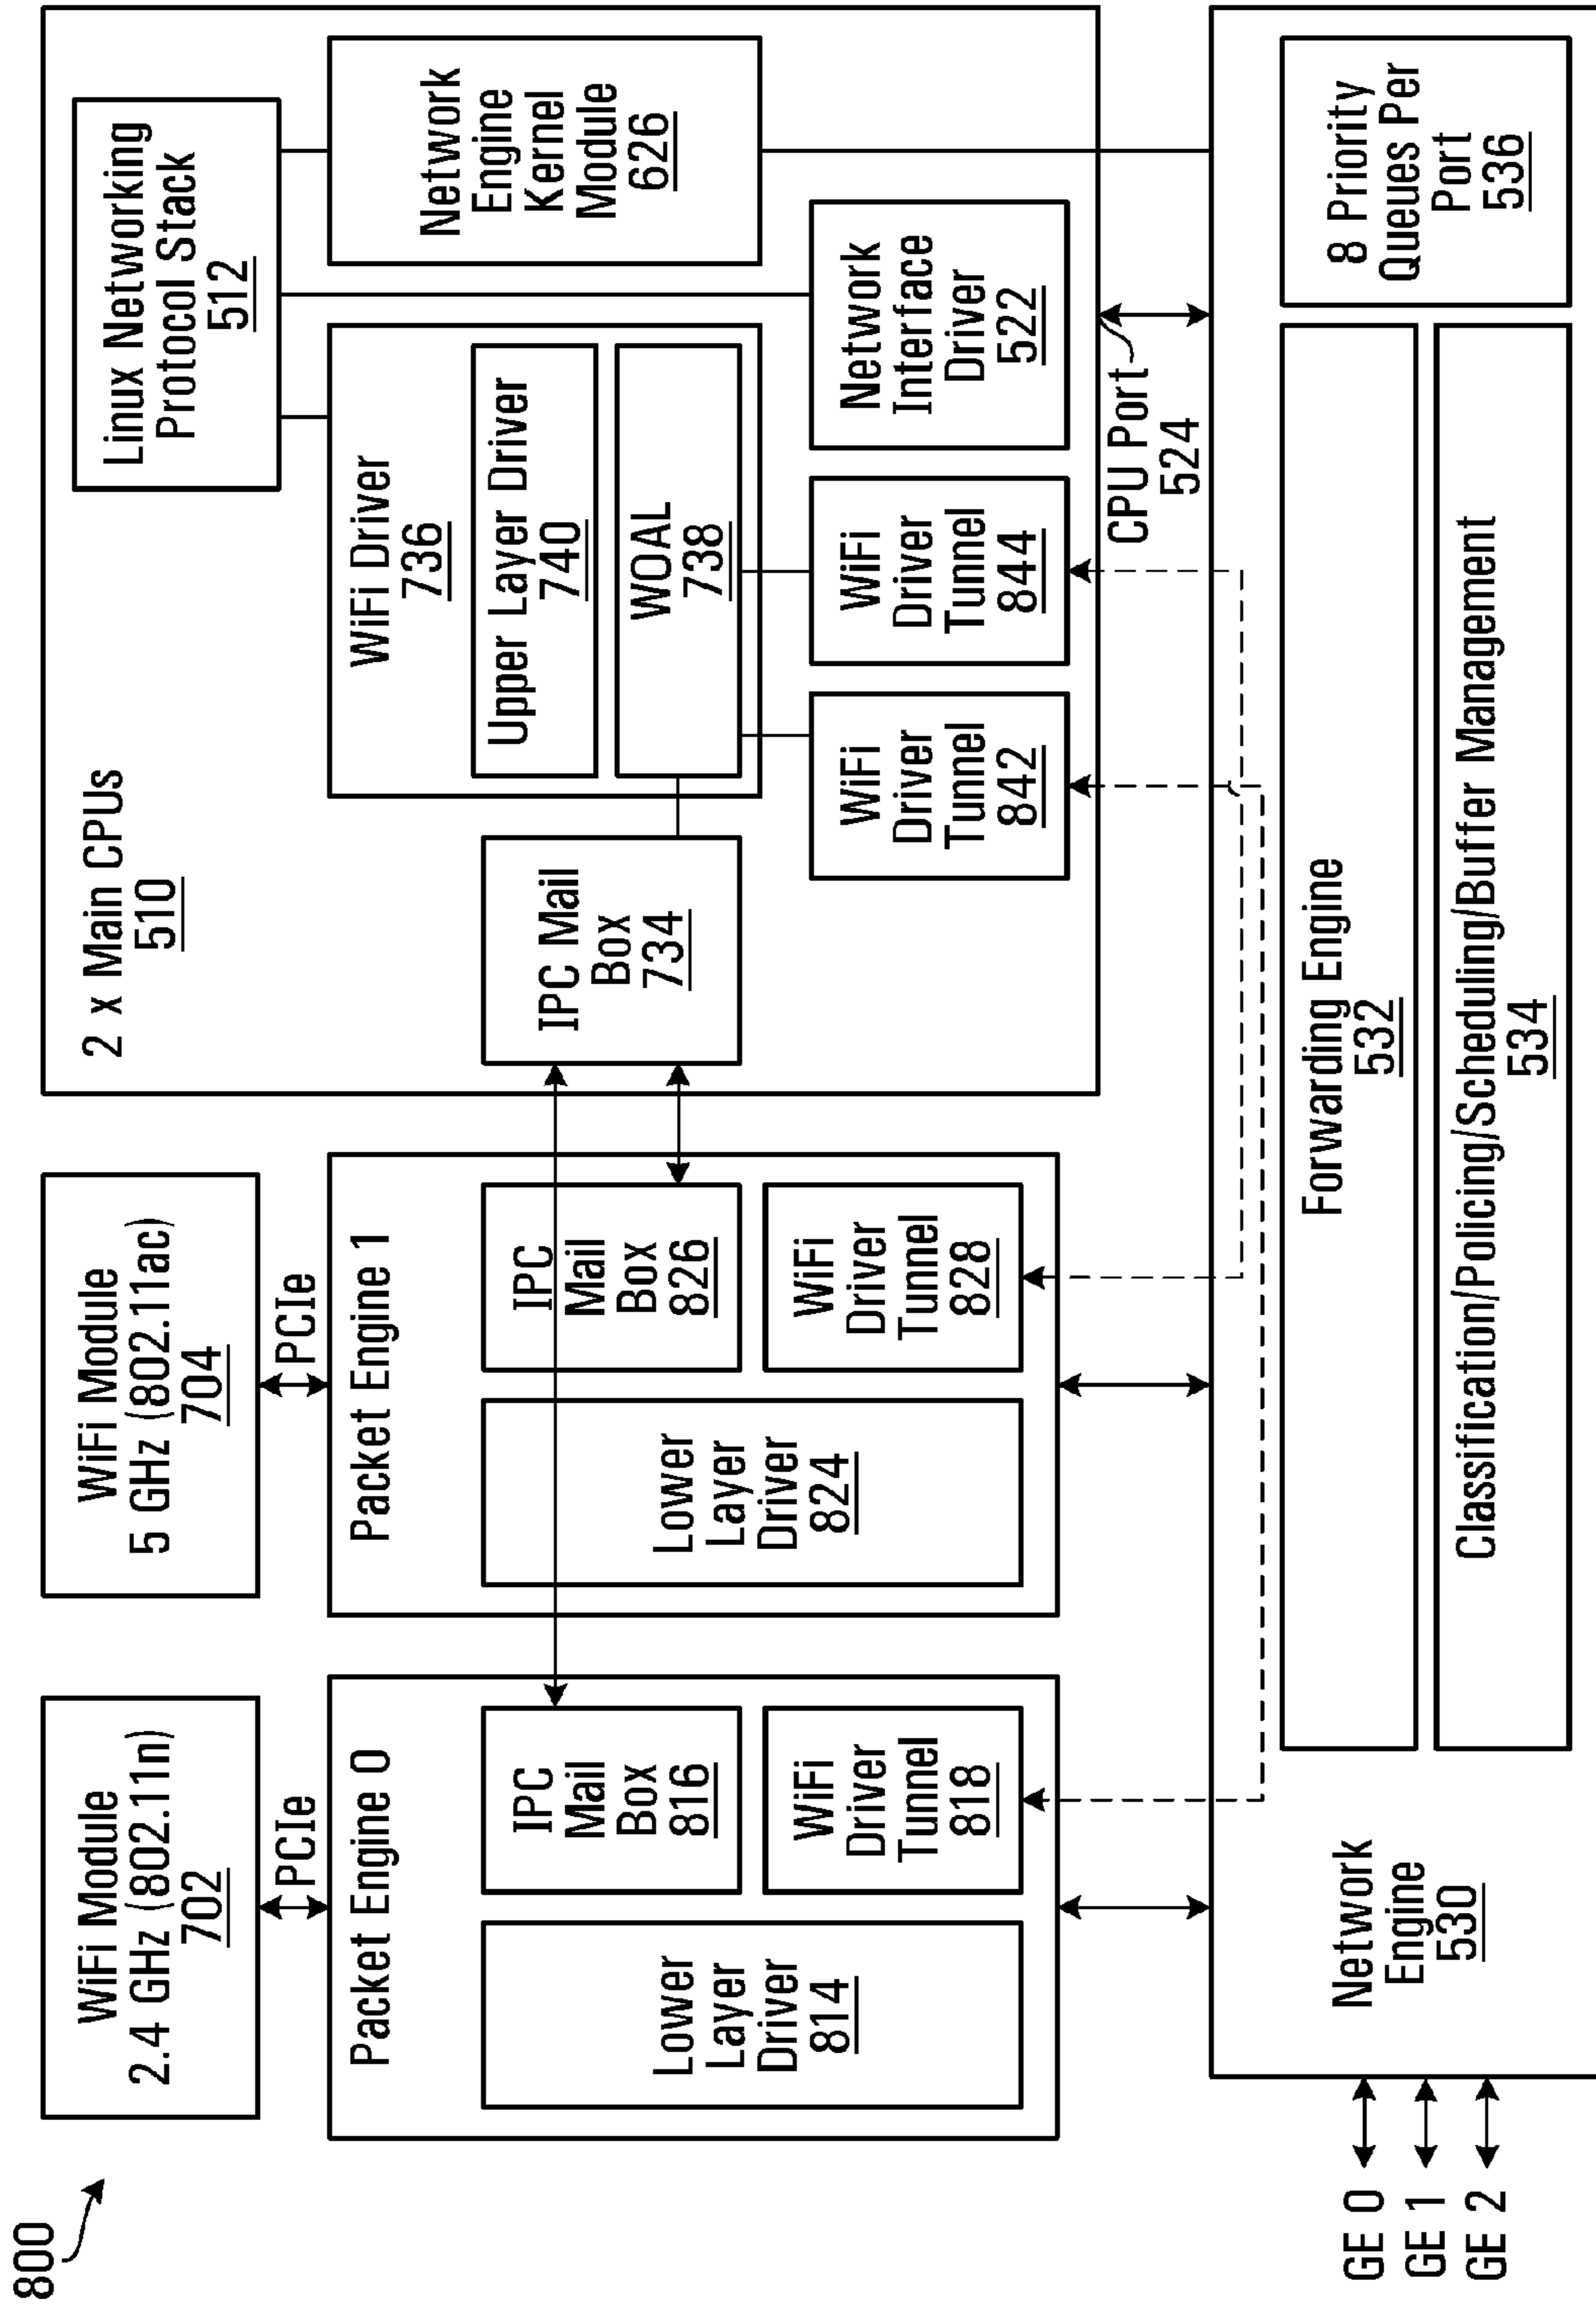 800
WiFi Module
2.4 GHz (802.11n)
702
PCIe
WiFi Module
5 GHz (802.11ac)
704
PCIe
Packet Engine 0
Lower
Layer
Driver
814
IPC
Mail
Box
816
WiFi
Driver
Tunnel
818
Packet Engine 1
Lower
Layer
Driver
824
IPC
Mail
Box
826
WiFi
Driver
Tunnel
828
2 x Main CPUs
510
Linux Networking
Protocol Stack
512
IPC Mail
Box
734
WiFi Driver
736
Upper Layer Driver
740
WOAL
738
Network
Engine
Kernel
Module
626
WiFi
Driver
Tunnel
842
WiFi
Driver
Tunnel
844
Network
Interface
Driver
522
CPU Port
524
GE 0
GE 1
GE 2
Network
Engine
530
Forwarding Engine
532
Classification/Policing/Scheduling/Buffer Management
534
8 Priority
Queues Per
Port
536